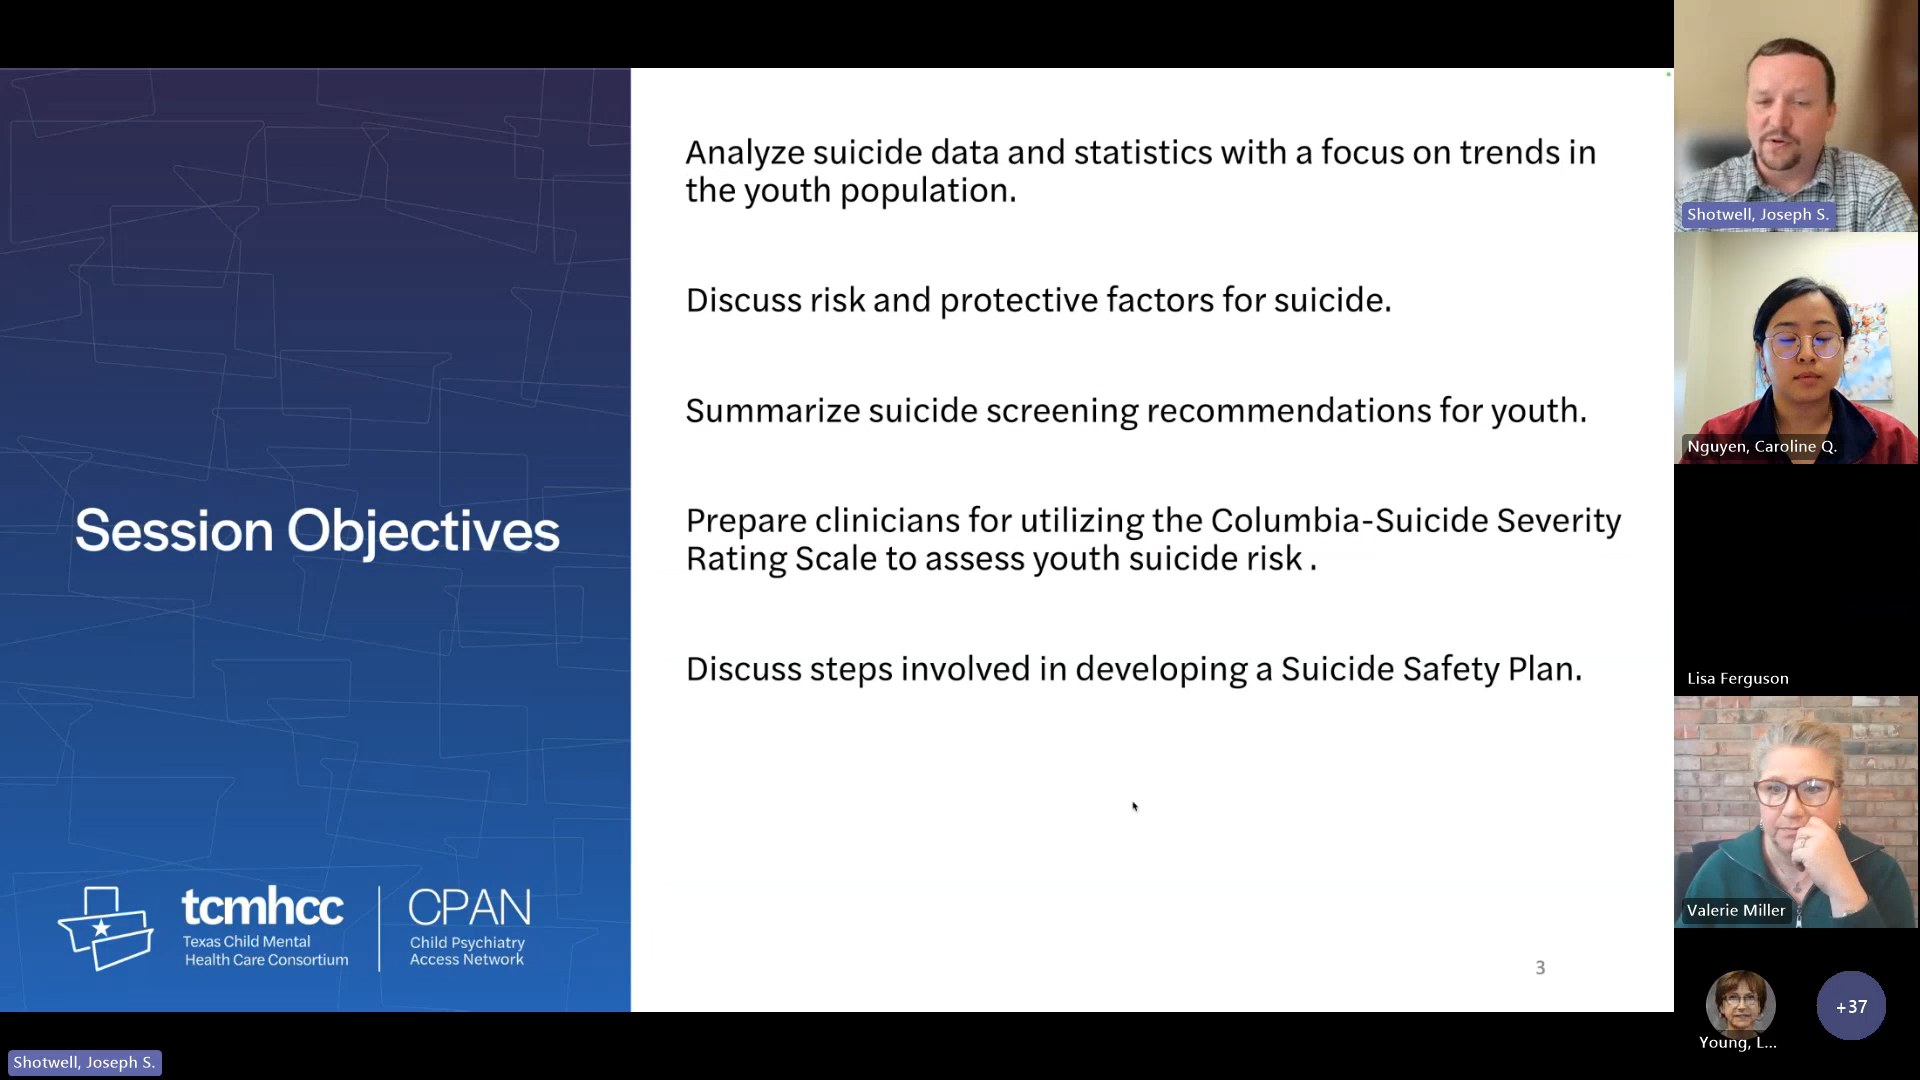 Session Objectives
tcmhcc
Texas Child Mental
Health Care Consortium
CPAN
Child Psychiatry
Access Network
Analyze suicide data and statistics with a focus on trends in
the youth population.
Discuss risk and protective factors for suicide.
Summarize suicide screening recommendations for youth.
Prepare clinicians for utilizing the Columbia-Suicide Severity
Rating Scale to assess youth suicide risk .
Discuss steps involved in developing a Suicide Safety Plan.
3
Shotwell, Joseph S.
Nguyen, Caroline Q.
Lisa Ferguson
Valerie Miller
Young, L...
+37
Shotwell, Joseph S.